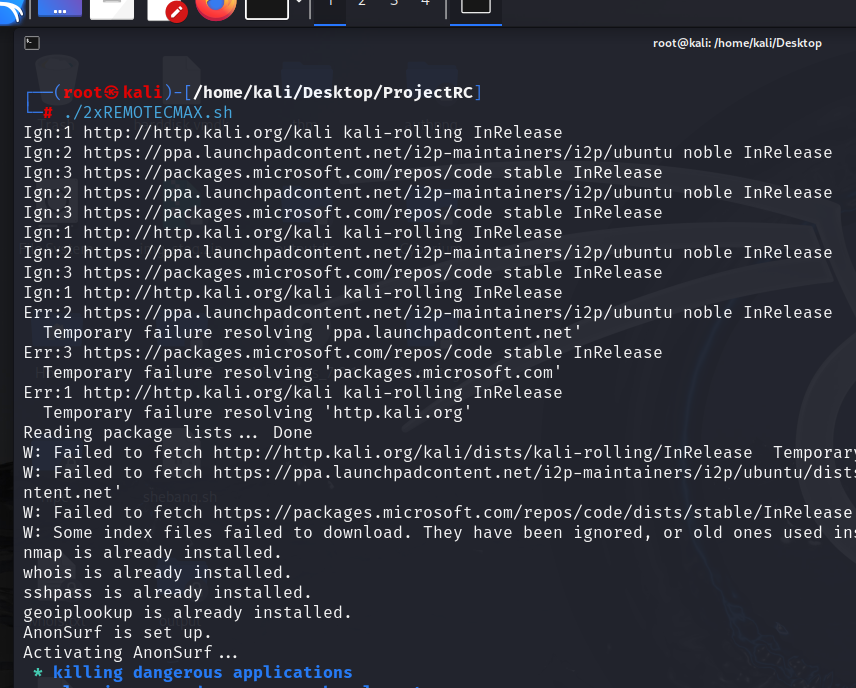 1 2 3 4
root@kali: /home/kali/Desktop
┌──(root㉿kali)-[/home/kali/Desktop/ProjectRC]
└─# ./2xREMOTECMAX.sh
Ign:1 http://http.kali.org/kali kali-rolling InRelease
Ign:2 https://ppa.launchpadcontent.net/i2p-maintainers/i2p/ubuntu noble InRelease
Ign:3 https://packages.microsoft.com/repos/code stable InRelease
Ign:2 https://ppa.launchpadcontent.net/i2p-maintainers/i2p/ubuntu noble InRelease
Ign:3 https://packages.microsoft.com/repos/code stable InRelease
Ign:1 http://http.kali.org/kali kali-rolling InRelease
Ign:2 https://ppa.launchpadcontent.net/i2p-maintainers/i2p/ubuntu noble InRelease
Ign:3 https://packages.microsoft.com/repos/code stable InRelease
Ign:1 http://http.kali.org/kali kali-rolling InRelease
Err:2 https://ppa.launchpadcontent.net/i2p-maintainers/i2p/ubuntu noble InRelease
  Temporary failure resolving 'ppa.launchpadcontent.net'
Err:3 https://packages.microsoft.com/repos/code stable InRelease
  Temporary failure resolving 'packages.microsoft.com'
Err:1 http://http.kali.org/kali kali-rolling InRelease
  Temporary failure resolving 'http.kali.org'
Reading package lists... Done
W: Failed to fetch http://http.kali.org/kali/dists/kali-rolling/InRelease  Temporary
W: Failed to fetch https://ppa.launchpadcontent.net/i2p-maintainers/i2p/ubuntu/dists
ntent.net'
shebang.sh
W: Failed to fetch https://packages.microsoft.com/repos/code/dists/stable/InRelease
W: Some index files failed to download. They have been ignored, or old ones used ins
nmap is already installed.
whois is already installed.
sshpass is already installed.
geoiplookup is already installed.
AnonSurf is set up.
Activating AnonSurf...
 * killing dangerous applications